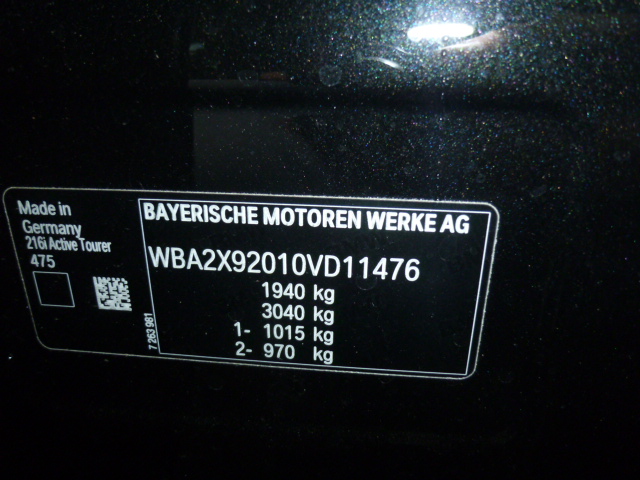 Made in
Germany
216i Active Tourer
475
7 263 981
BAYERISCHE MOTOREN WERKE AG
WBA2X92010VD11476
1940 kg
3040 kg
1- 1015 kg
2- 970 kg